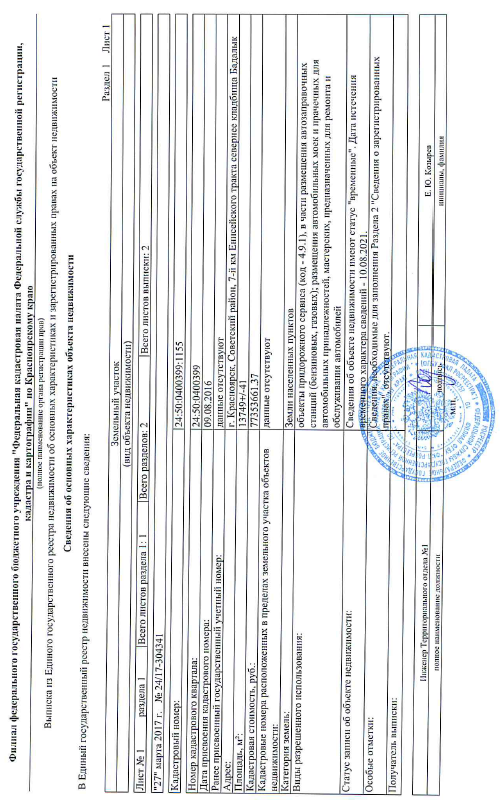 Филиал федерального государственного бюджетного учреждения "Федеральная кадастровая палата Федеральной службы государственной регистрации,
кадастра и картографии" по Красноярскому краю
(полное наименование органа регистрации прав)
Выписка из Единого государственного реестра недвижимости об основных характеристиках и зарегистрированных правах на объект недвижимости
Сведения об основных характеристиках объекта недвижимости
В Единый государственный реестр недвижимости внесены следующие сведения:
Раздел 1 Лист 1
Земельный участок
(вид объекта недвижимости)
Лист № 1 раздела 1 Всего листов раздела 1: 1 Всего разделов: 2 Всего листов выписки: 2
"27" марта 2017 г. № 24/17-304341
Кадастровый номер: 24:50:0400399:1155
Номер кадастрового квартала: 24:50:0400399
Дата присвоения кадастрового номера: 09.08.2016
Ранее присвоенный государственный учетный номер: данные отсутствуют
Адрес: г. Красноярск, Советский район, 7-й км Енисейского тракта севернее кладбища Бадалык
Площадь, м²: 13749+/-41
Кадастровая стоимость, руб.: 77353661.37
Кадастровые номера расположенных в пределах земельного участка объектов
недвижимости: данные отсутствуют
Категория земель: Земли населенных пунктов
Виды разрешенного использования: объекты придорожного сервиса (код - 4.9.1), в части размещения автозаправочных
станций (бензиновых, газовых); размещения автомобильных моек и прачечных для
автомобильных принадлежностей, мастерских, предназначенных для ремонта и
обслуживания автомобилей
Статус записи об объекте недвижимости: Сведения об объекте недвижимости имеют статус "временные". Дата истечения
временного характера сведений - 10.08.2021.
Особые отметки: Сведения, необходимые для заполнения Раздела 2 "Сведения о зарегистрированных
правах", отсутствуют.
Получатель выписки:
Инженер Территориального отдела №1 Е. Ю. Козырев
полное наименование должности подпись инициалы, фамилия
М.П.